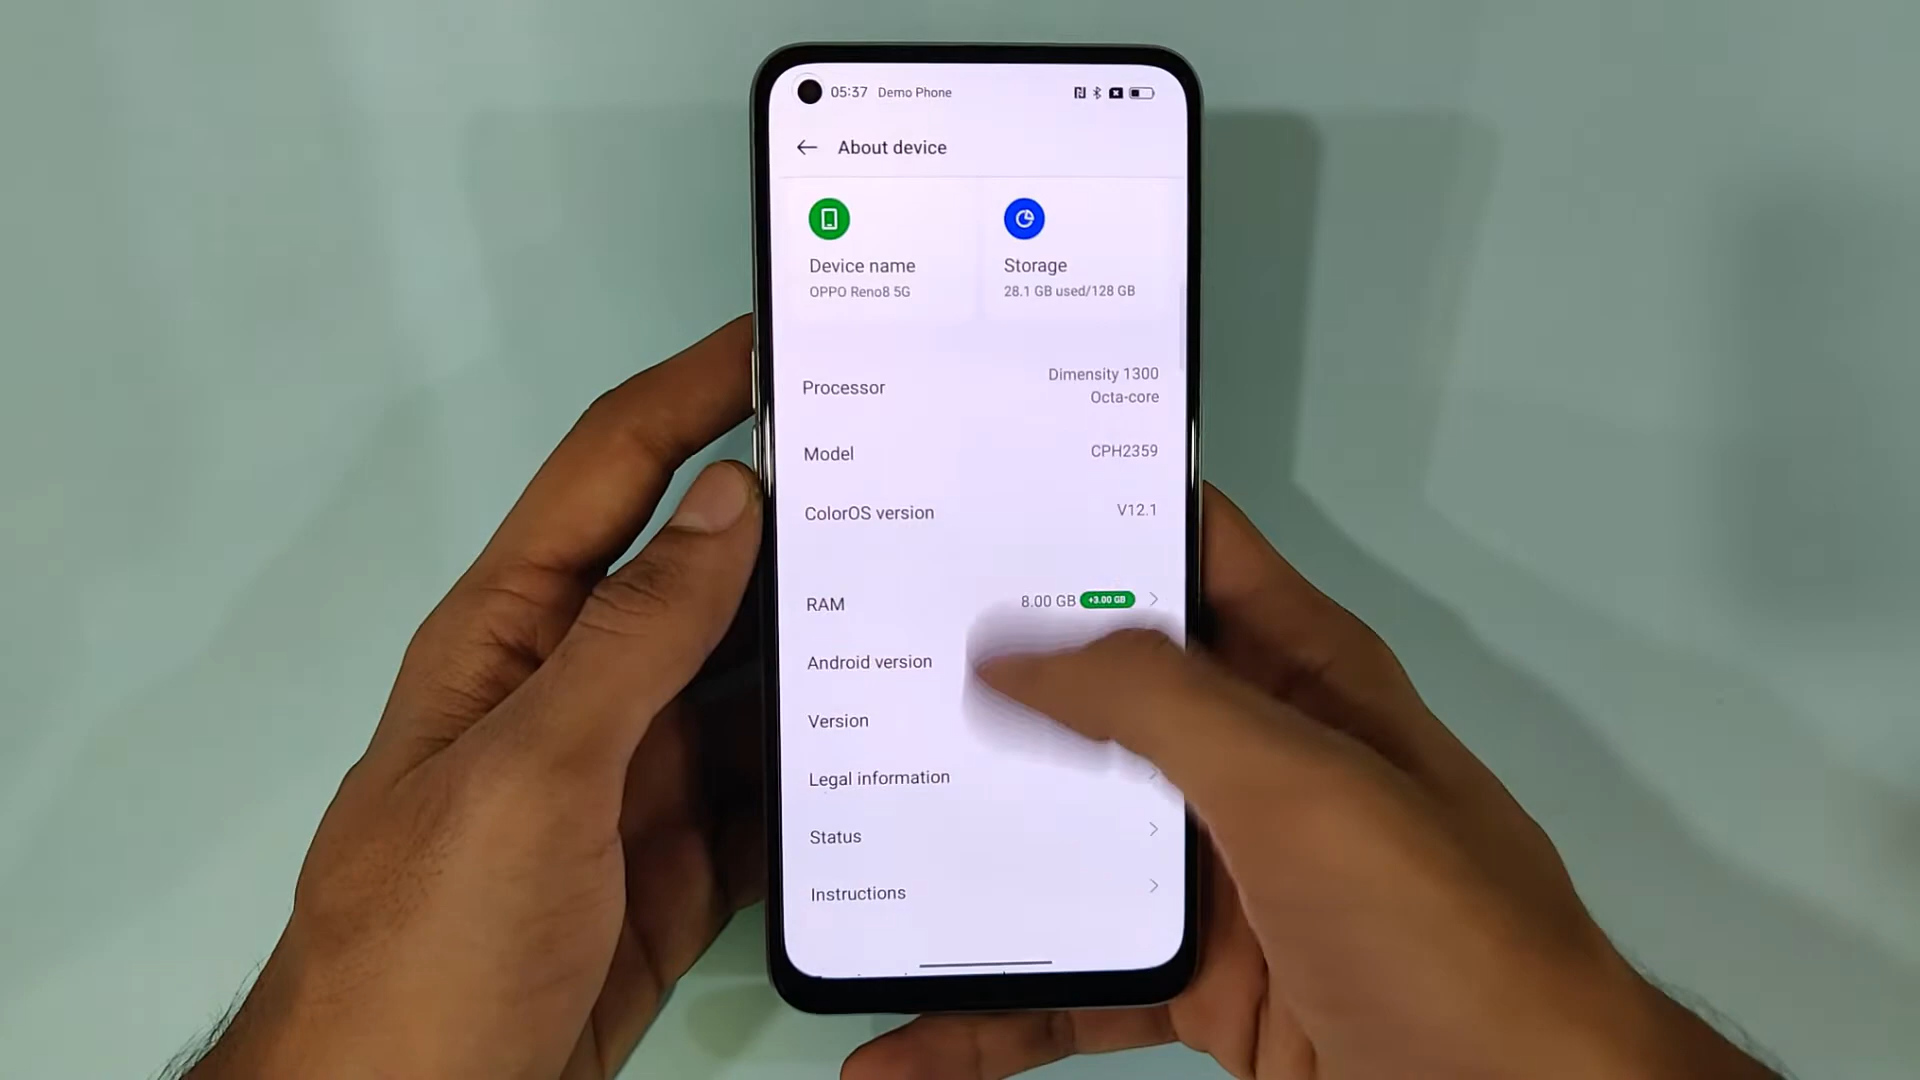 05:37 Demo Phone
About device
Device name
OPPO Reno8 5G
Storage
28.1 GB used/128 GB
Processor
Dimensity 1300
Octa-core
Model
CPH2359
ColorOS version
V12.1
RAM
8.00 GB +3.00 GB
Android version
Version
Legal information
Status
Instructions